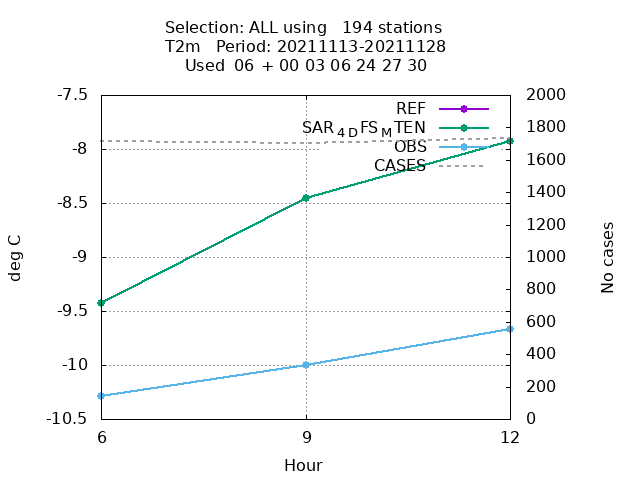 Selection: ALL using   194 stations
T2m   Period: 20211113-20211128
Used  06 + 00 03 06 24 27 30
-7.5
-8
-8.5
-9
-9.5
-10
-10.5
2000
1800
1600
1400
1200
1000
800
600
400
200
0
REF
SAR4DFSMTEN
OBS
CASES
deg C
No cases
6
9
12
Hour